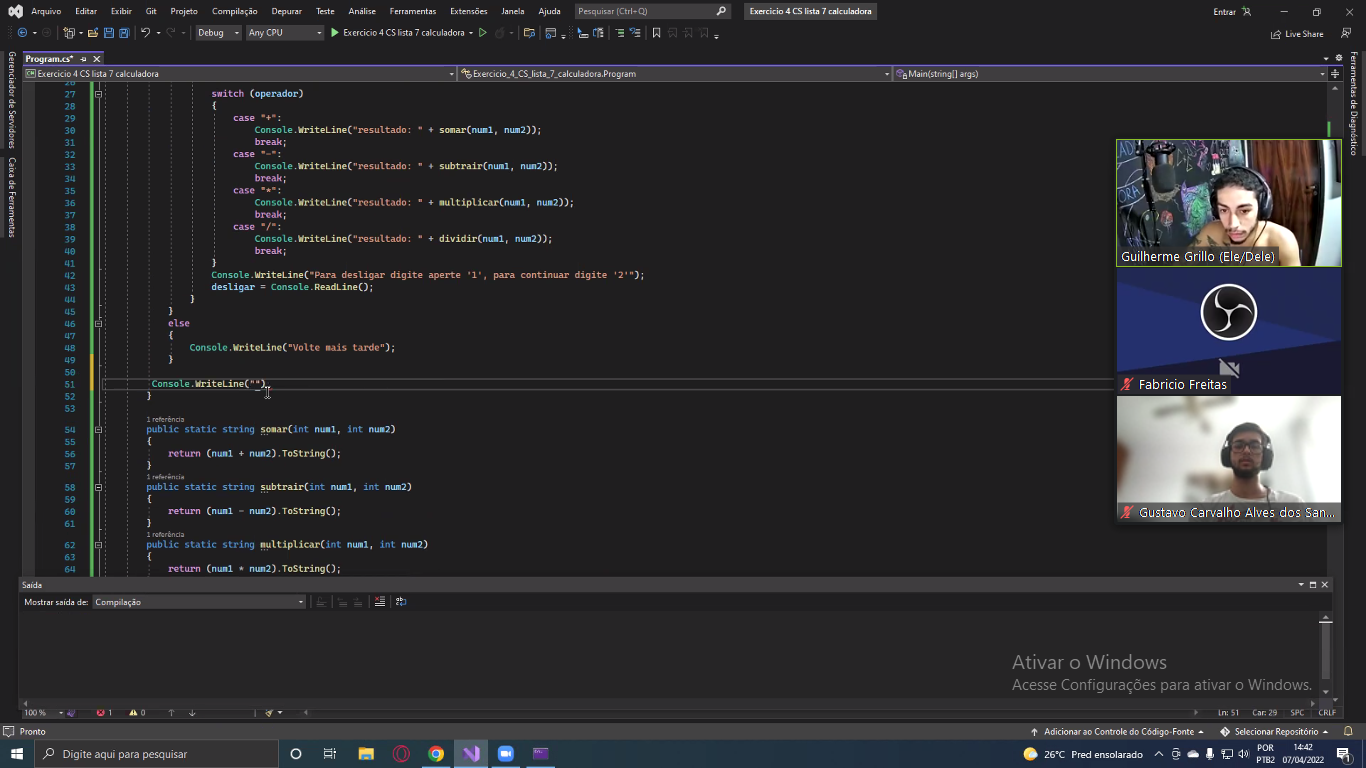 Arquivo Editar Exibir Git Projeto Compilação Depurar Teste Análise Ferramentas Extensões Janela Ajuda Pesquisar (Ctrl+Q) Exercicio 4 CS lista 7 calculadora Entrar
Debug Any CPU Exercicio 4 CS lista 7 calculadora Live Share
Program.cs*
Exercicio 4 CS lista 7 calculadora Exercicio_4_CS_lista_7_calculadora.Program Main(string[] args)
Gerenciador de Servidores
Caixa de Ferramentas
Ferramentas de Diagnóstico
26
27 switch (operador)
28 {
29 case "+":
30 Console.WriteLine("resultado: " + somar(num1, num2));
31 break;
32 case "-":
33 Console.WriteLine("resultado: " + subtrair(num1, num2));
34 break;
35 case "*":
36 Console.WriteLine("resultado: " + multiplicar(num1, num2));
37 break;
38 case "/":
39 Console.WriteLine("resultado: " + dividir(num1, num2));
40 break;
41 }
42 Console.WriteLine("Para desligar digite aperte '1', para continuar digite '2'");
43 desligar = Console.ReadLine();
44 }
45 }
46 else
47 {
48 Console.WriteLine("Volte mais tarde");
49 }
50
51 Console.WriteLine("")
52 }
53
1 referência
54 public static string somar(int num1, int num2)
55 {
56 return (num1 + num2).ToString();
57 }
1 referência
58 public static string subtrair(int num1, int num2)
59 {
60 return (num1 - num2).ToString();
61 }
1 referência
62 public static string multiplicar(int num1, int num2)
63 {
64 return (num1 * num2).ToString();
Guilherme Grillo (Ele/Dele)
Fabricio Freitas
Gustavo Carvalho Alves dos San...
Saída
Mostrar saída de: Compilação
Ativar o Windows
Acesse Configurações para ativar o Windows.
100 % 1 0 Ln: 51 Car: 29 SPC CRLF
Pronto Adicionar ao Controle do Código-Fonte Selecionar Repositório
Digite aqui para pesquisar 26°C Pred ensolarado POR PTB2 14:42 07/04/2022 1